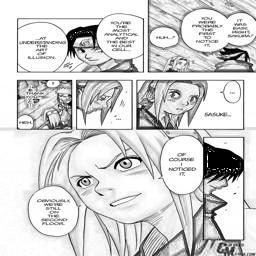 IT WAS
EASY,
RIGHT,
SAKURA?
YOU WERE
PROBABLY
THE
FIRST
TO
NOTICE
IT.
HUH...?
YOU'RE
THE MOST
ANALYTICAL
AND THE
BEST IN
OUR
CELL...
...AT
UNDERSTANDING
THE
ART
OF
ILLUSION.
SASUKE...
HEH.
OF
COURSE
I
NOTICED
IT.
OBVIOUSLY,
WE'RE
STILL
ON
THE
SECOND
FLOOR.